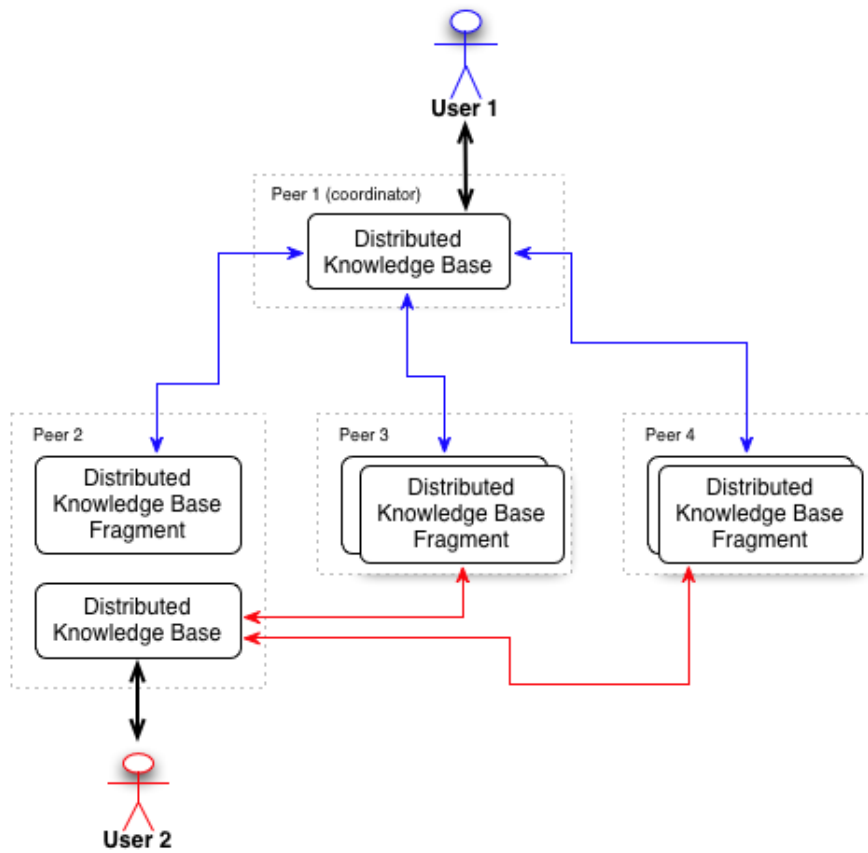 User 1
Peer 1 (coordinator)
Distributed
Knowledge Base
Peer 2
Distributed
Knowledge Base
Fragment
Distributed
Knowledge Base
Peer 3
Distributed
Knowledge Base
Fragment
Peer 4
Distributed
Knowledge Base
Fragment
User 2